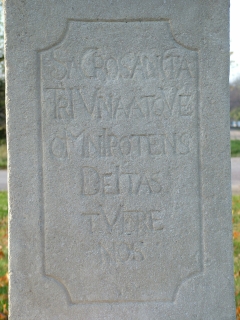 SACROSANCTA
TRIVNA ATQVE
OMNIPOTENS
DEITAS
TVERE
NOS